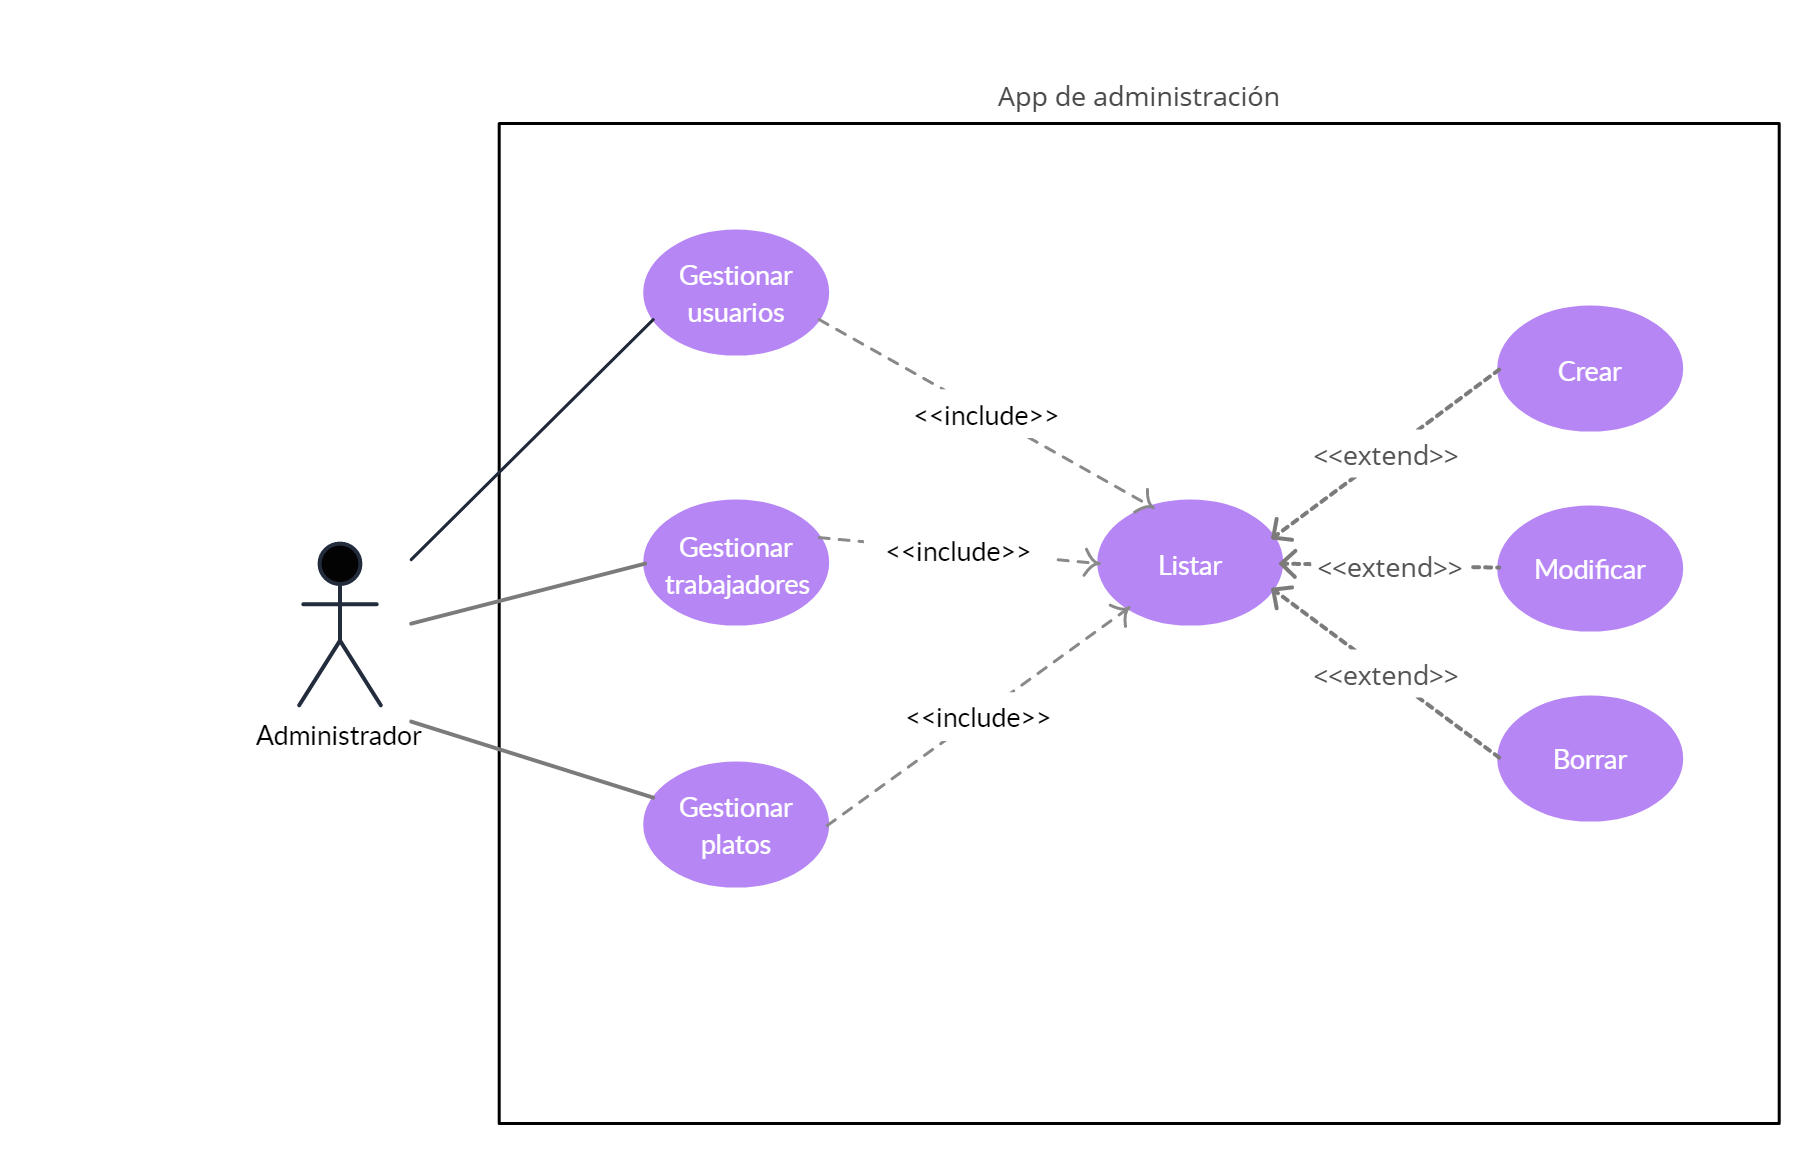 App de administración
Gestionar
usuarios
Crear
<<include>>
<<extend>>
Gestionar
trabajadores
<<include>>
Listar
<<extend>>
Modificar
<<extend>>
<<include>>
Administrador
Borrar
Gestionar
platos